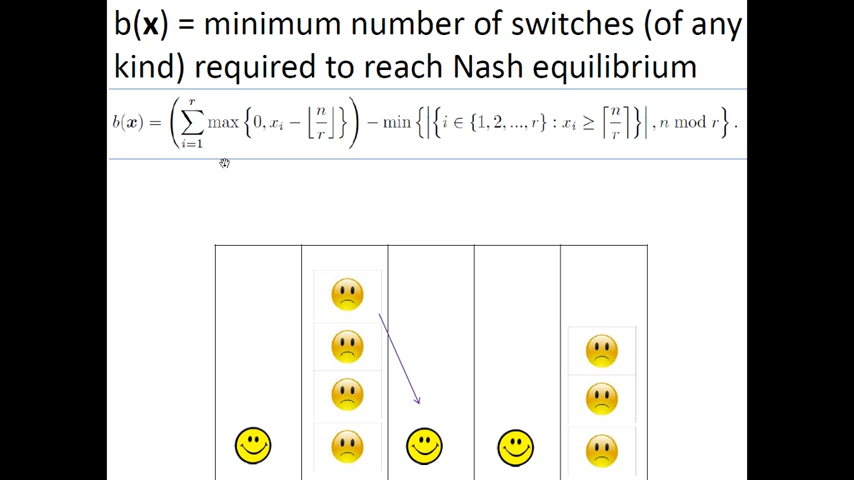 b(x) = minimum number of switches (of any
kind) required to reach Nash equilibrium
b(x) = (∑_{i=1}^{r} max{0, x_i − ⌊n/r⌋}) − min{|{i ∈ {1, 2, ..., r} : x_i ≥ ⌈n/r⌉}|, n mod r}.